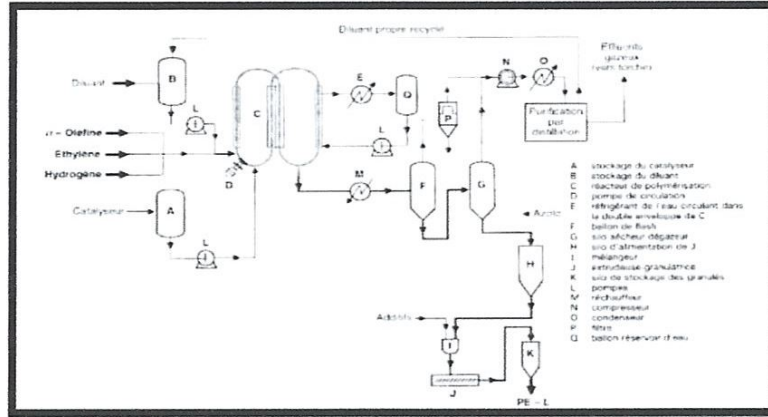 Diluant propre recyclé
Effluents
gazeux
(vers torche)
N
O
Diluant
B
E
Q
L
C
P
Purification
par
distillation
α - Oléfine
Ethylène
Hydrogène
L
D
M
F
G
Catalyseur
A
L
Azote
H
A stockage du catalyseur
B stockage du diluant
C réacteur de polymérisation
D pompe de circulation
E réfrigérant de l'eau circulant dans
la double enveloppe de C
F ballon de flash
G silo sécheur dégazeur
H silo d'alimentation de J
I mélangeur
J extrudeuse granulatrice
K silo de stockage des granulés
L pompes
M réchauffeur
N compresseur
O condenseur
P filtre
Q ballon réservoir d'eau
Additifs
I
K
J
PE - L